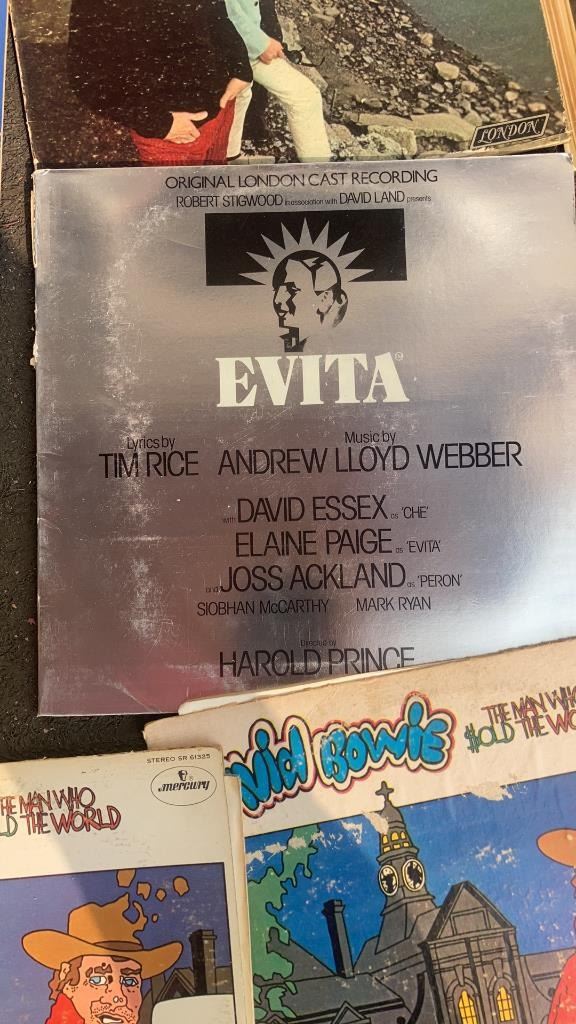 LONDON
ORIGINAL LONDON CAST RECORDING
ROBERT STIGWOOD in association with DAVID LAND presents
EVITA
Lyrics by
TIM RICE
Music by
ANDREW LLOYD WEBBER
with DAVID ESSEX as 'CHE'
ELAINE PAIGE as 'EVITA'
and JOSS ACKLAND as 'PERON'
SIOBHAN McCARTHY MARK RYAN
Directed by
HAROLD PRINCE
BOWiE
THE MAN WHO
$OLD THE WO
STEREO SR 61325
mercury
THE MAN WHO
LD THE WORLD